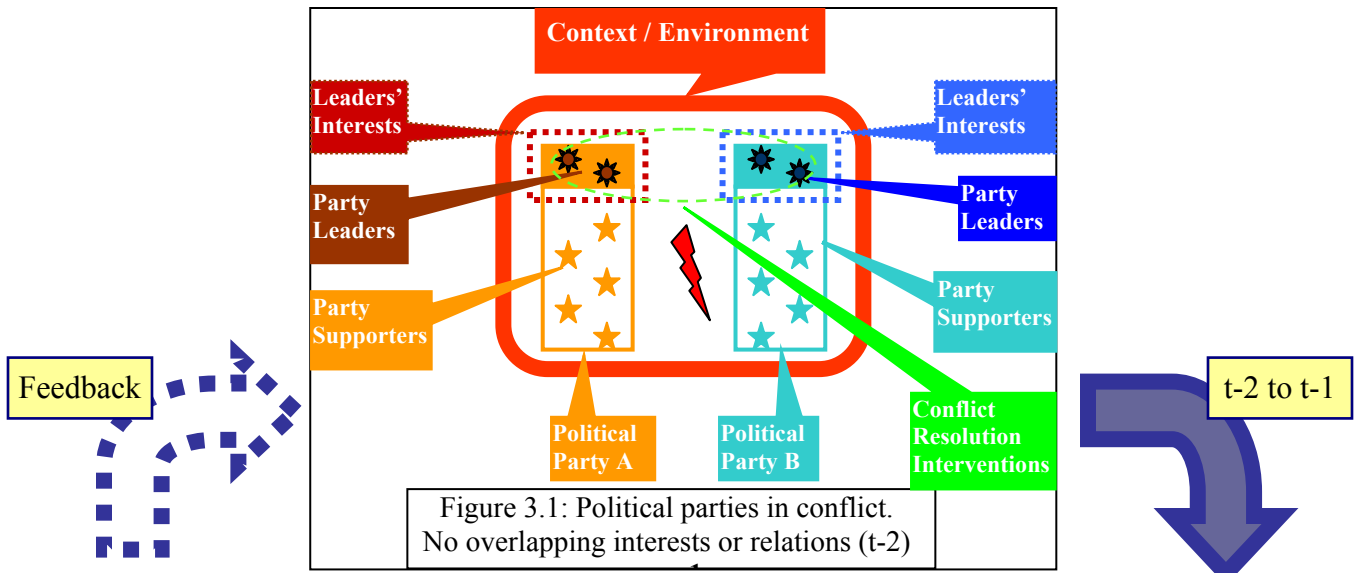 Context / Environment
Leaders'
Interests
Leaders'
Interests
Party
Leaders
Party
Leaders
Party
Supporters
Party
Supporters
Feedback
t-2 to t-1
Political
Party A
Political
Party B
Conflict
Resolution
Interventions
Figure 3.1: Political parties in conflict.
No overlapping interests or relations (t-2)